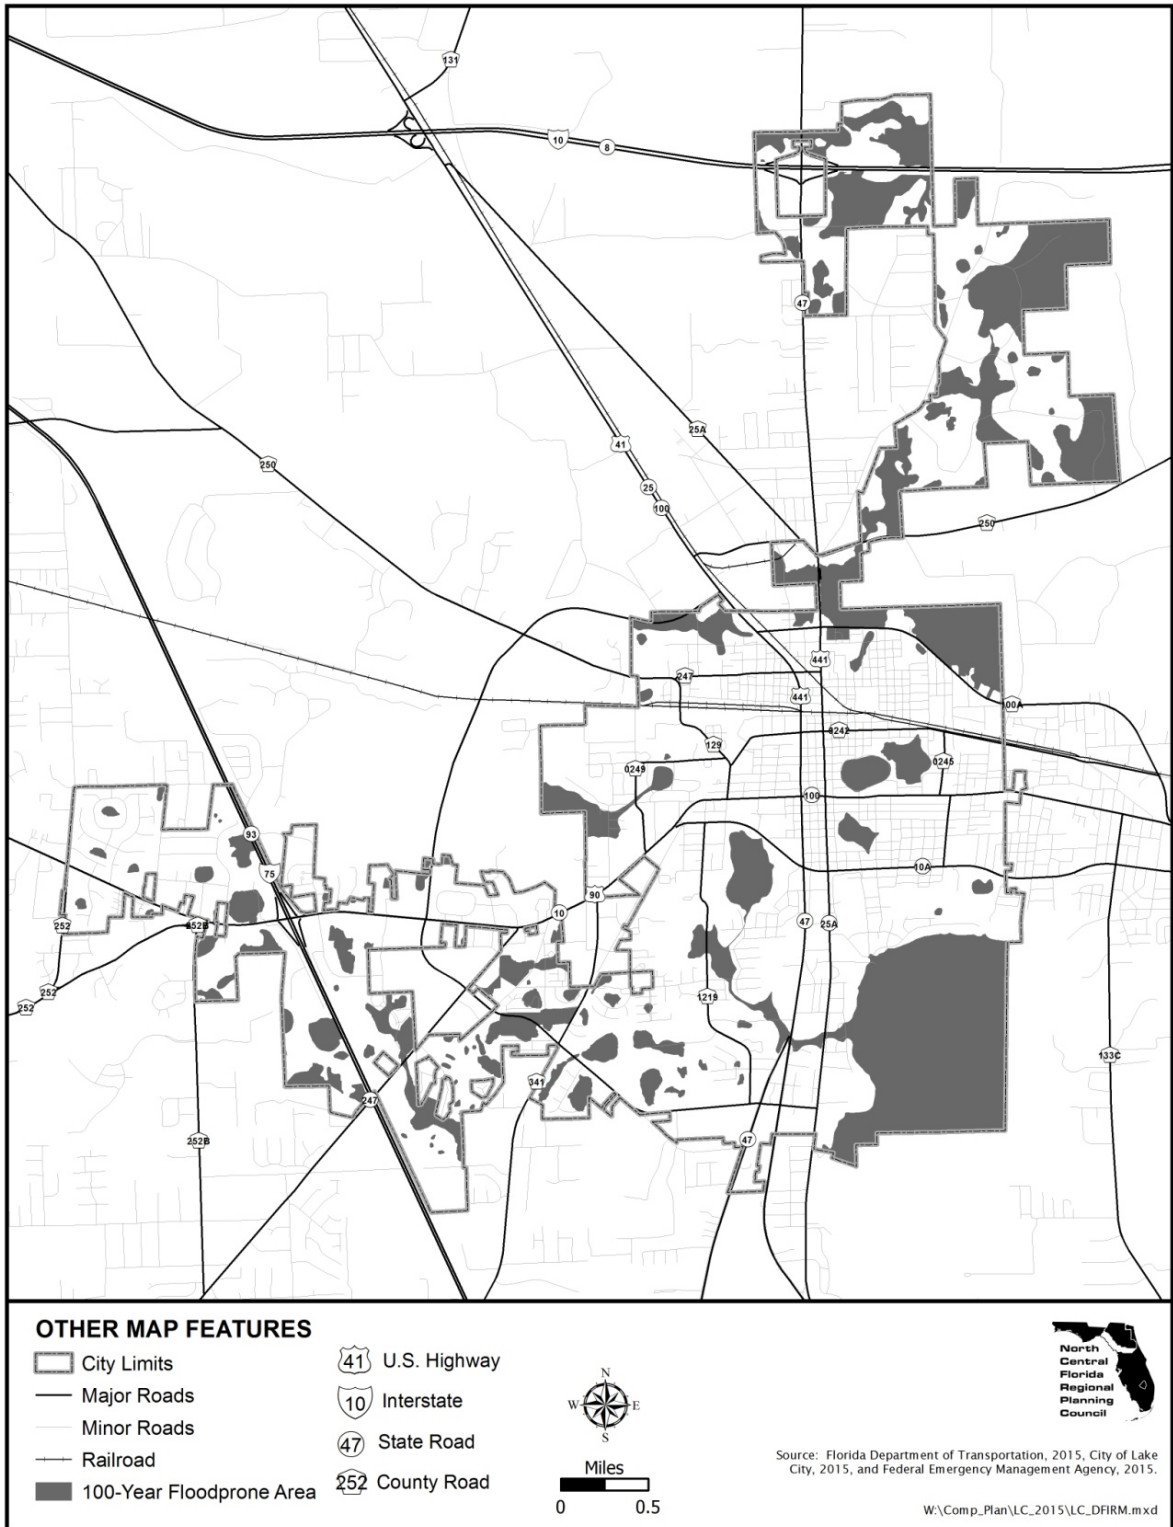 131
10
8
47
25A
41
250
25
100
250
441
247
441
100A
0242
129
0249
0245
100
93
75
10A
90
252
252B
10
47
25A
252
252
1219
133C
341
247
252B
47
OTHER MAP FEATURES
City Limits
Major Roads
Minor Roads
Railroad
100-Year Floodprone Area
41 U.S. Highway
10 Interstate
47 State Road
252 County Road
N
W E
S
Miles
0 0.5
North
Central
Florida
Regional
Planning
Council
Source: Florida Department of Transportation, 2015, City of Lake
City, 2015, and Federal Emergency Management Agency, 2015.
W:\Comp_Plan\LC_2015\LC_DFIRM.mxd